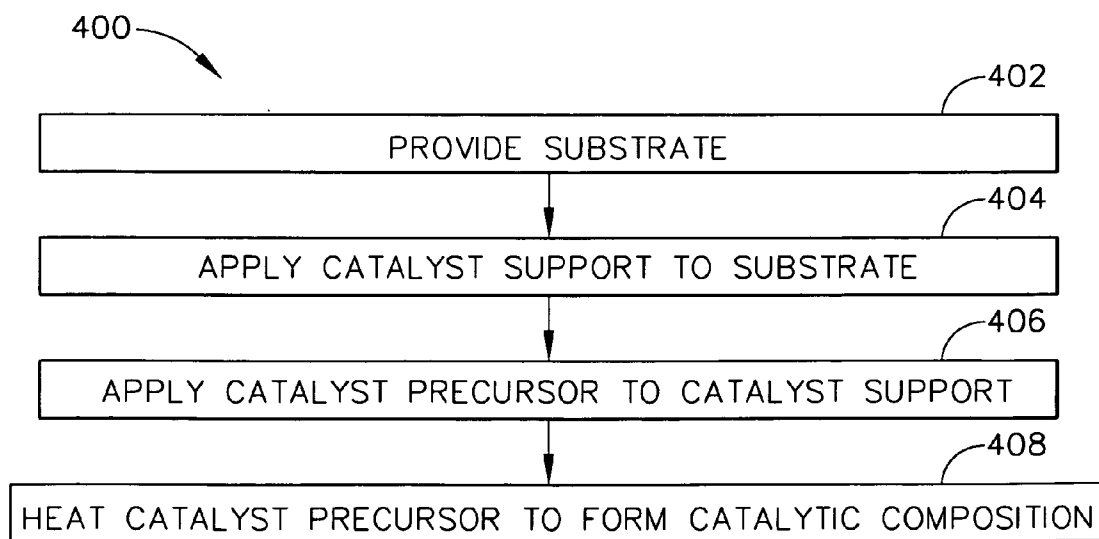 400
402
PROVIDE SUBSTRATE
404
APPLY CATALYST SUPPORT TO SUBSTRATE
406
APPLY CATALYST PRECURSOR TO CATALYST SUPPORT
408
HEAT CATALYST PRECURSOR TO FORM CATALYTIC COMPOSITION